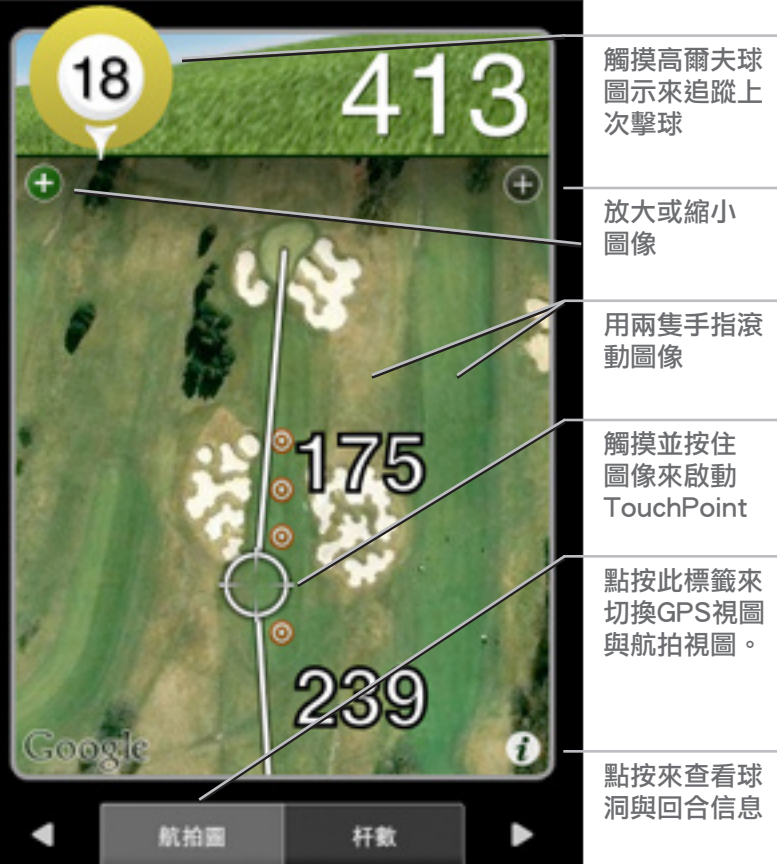 18
413
觸摸高爾夫球
圖示來追蹤上
次擊球
放大或縮小
圖像
用兩隻手指滾
動圖像
175
觸摸並按住
圖像來啟動
TouchPoint
點按此標籤來
切換GPS視圖
與航拍視圖。
239
Google
i
點按來查看球
洞與回合信息
航拍圖
杆數